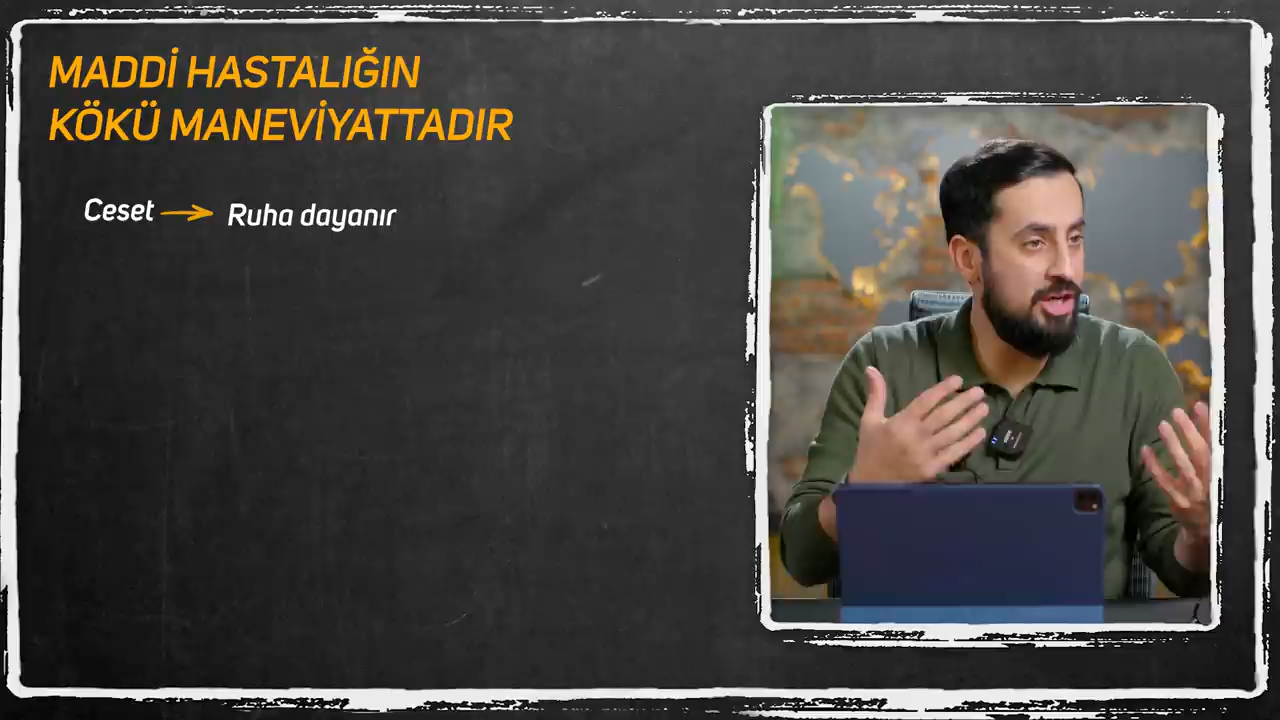 MADDİ HASTALIĞIN
KÖKÜ MANEVİYATTADIR
Ceset → Ruha dayanır